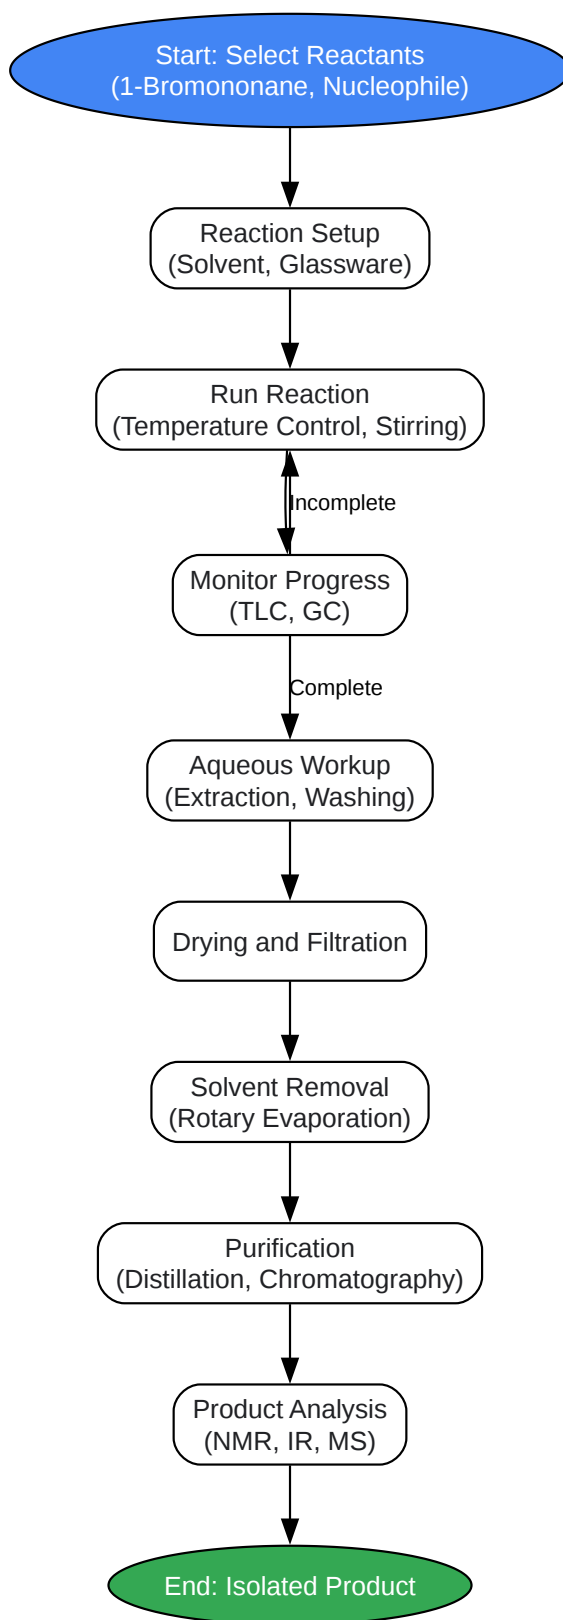 Start: Select Reactants
(1-Bromononane, Nucleophile)
Reaction Setup
(Solvent, Glassware)
Run Reaction
(Temperature Control, Stirring)
Incomplete
Monitor Progress
(TLC, GC)
Complete
Aqueous Workup
(Extraction, Washing)
Drying and Filtration
Solvent Removal
(Rotary Evaporation)
Purification
(Distillation, Chromatography)
Product Analysis
(NMR, IR, MS)
End: Isolated Product